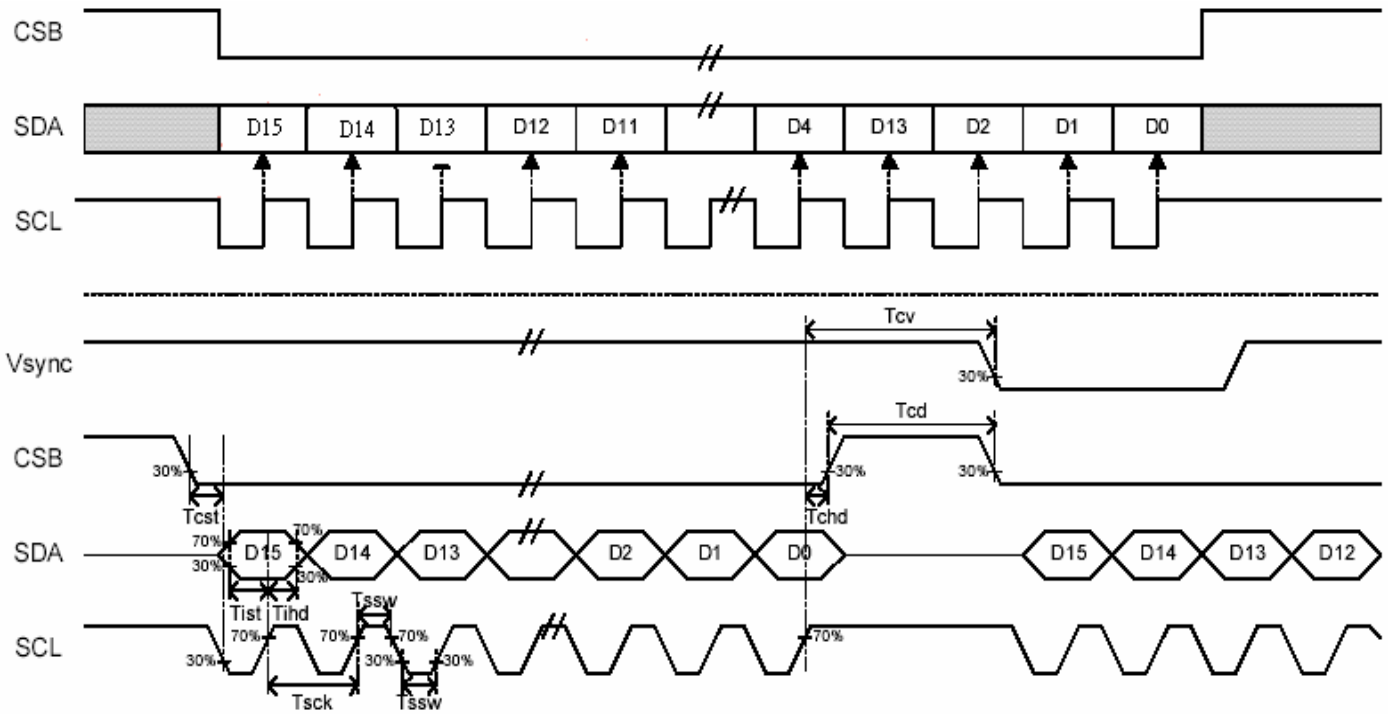 CSB
SDA D15 D14 D13 D12 D11 D4 D13 D2 D1 D0
SCL
Tcv
Vsync
30%
Tcd
CSB
30% 30% 30%
Tcst Tchd
SDA 70% 70% D15 D14 D13 D2 D1 D0 D15 D14 D13 D12
30% 30%
Tist Tihd Tssw
SCL 70% 70% 70% 70%
30% 30% 30%
Tsck Tssw